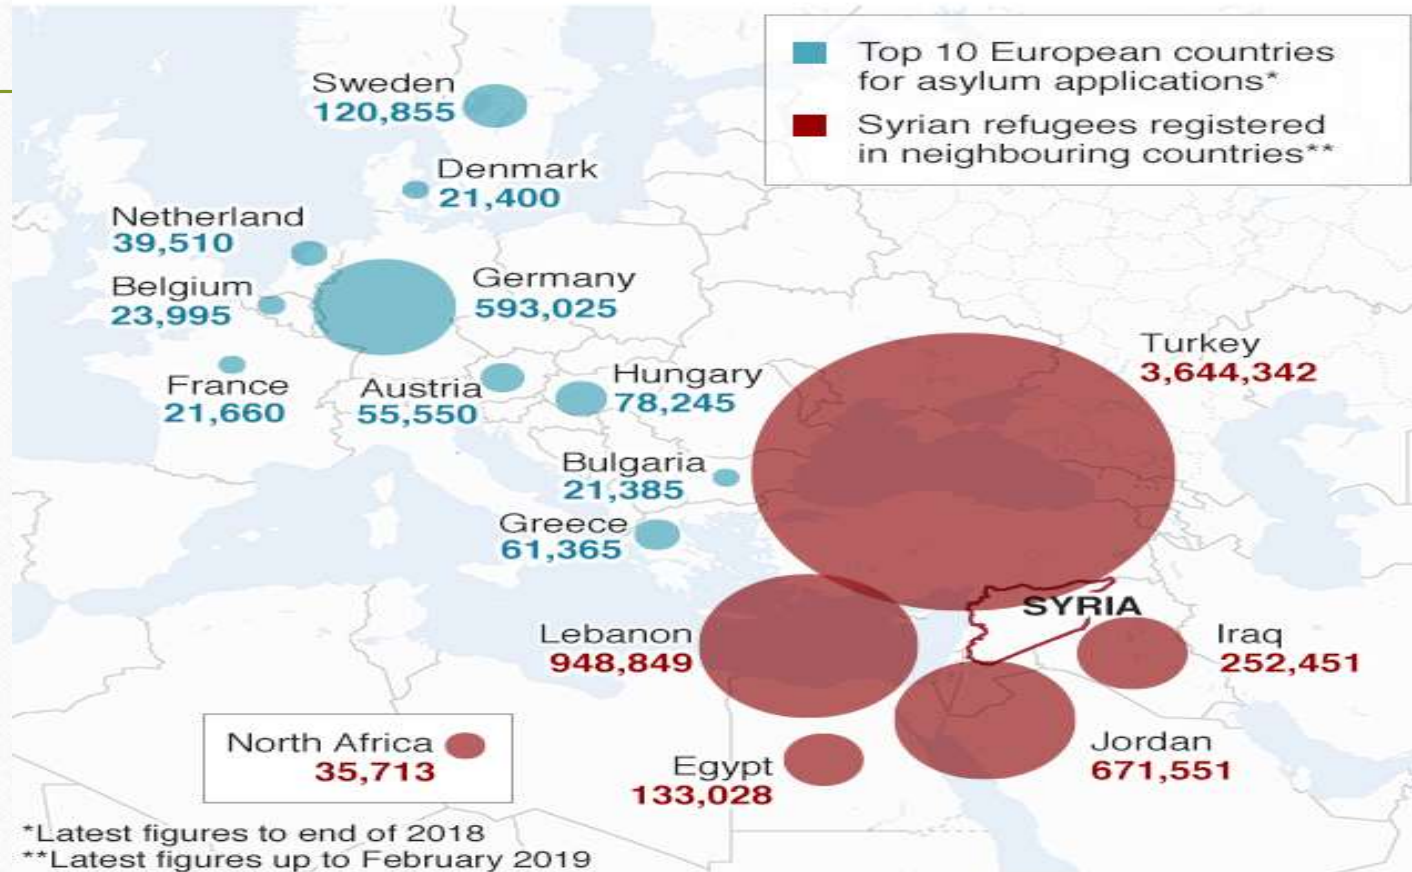 Top 10 European countries
for asylum applications*
Syrian refugees registered
in neighbouring countries**
Sweden
120,855
Denmark
21,400
Netherland
39,510
Belgium
23,995
Germany
593,025
France
21,660
Austria
55,550
Hungary
78,245
Bulgaria
21,385
Greece
61,365
Turkey
3,644,342
SYRIA
Lebanon
948,849
Iraq
252,451
Jordan
671,551
Egypt
133,028
North Africa
35,713
*Latest figures to end of 2018
**Latest figures up to February 2019